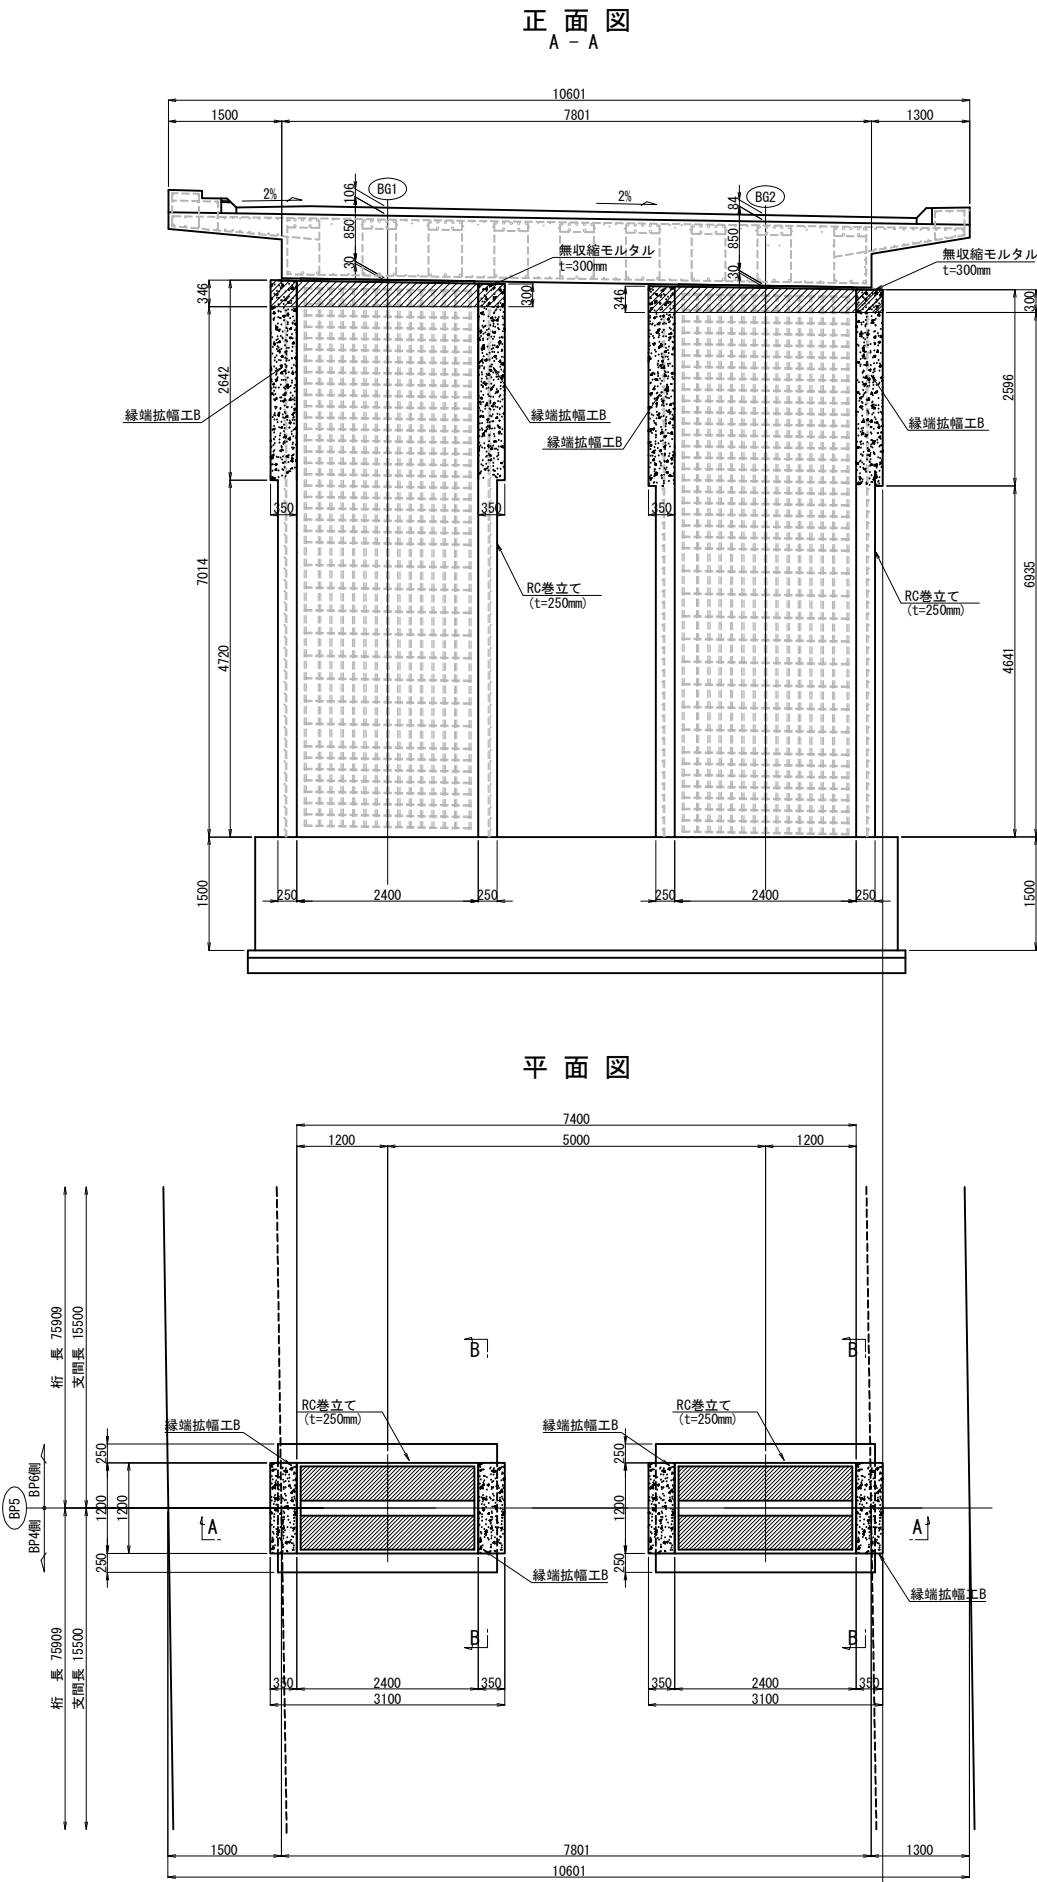 正面図
A - A
10601
1500
7801
1300
2%
106
BG1
2%
84
BG2
850
850
30
30
無収縮モルタル
t=300mm
無収縮モルタル
t=300mm
346
300
346
300
2642
2596
縁端拡幅工B
縁端拡幅工B
縁端拡幅工B
縁端拡幅工B
350
350
350
7014
6935
RC巻立て
(t=250mm)
RC巻立て
(t=250mm)
4720
4641
1500
250
2400
250
250
2400
250
1500
平面図
7400
1200
5000
1200
桁長 75909
支間長 15500
B
B
RC巻立て
(t=250mm)
RC巻立て
(t=250mm)
縁端拡幅工B
縁端拡幅工B
250
250
BP6側
BP5
BP4側
1200
1200
1200
A
A
250
250
縁端拡幅工B
縁端拡幅工B
桁長 75909
支間長 15500
B
B
350
2400
350
350
2400
350
3100
3100
1500
7801
1300
10601